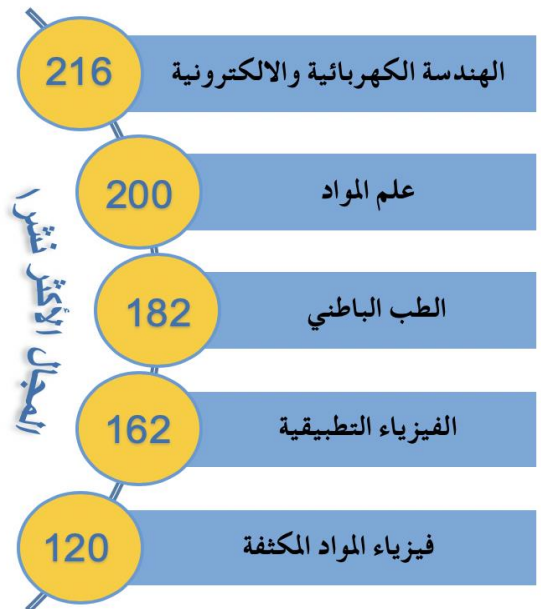 المجال الأكثر نشرا
216
الهندسة الكهربائية والالكترونية
200
علم المواد
182
الطب الباطني
162
الفيزياء التطبيقية
120
فيزياء المواد المكثفة